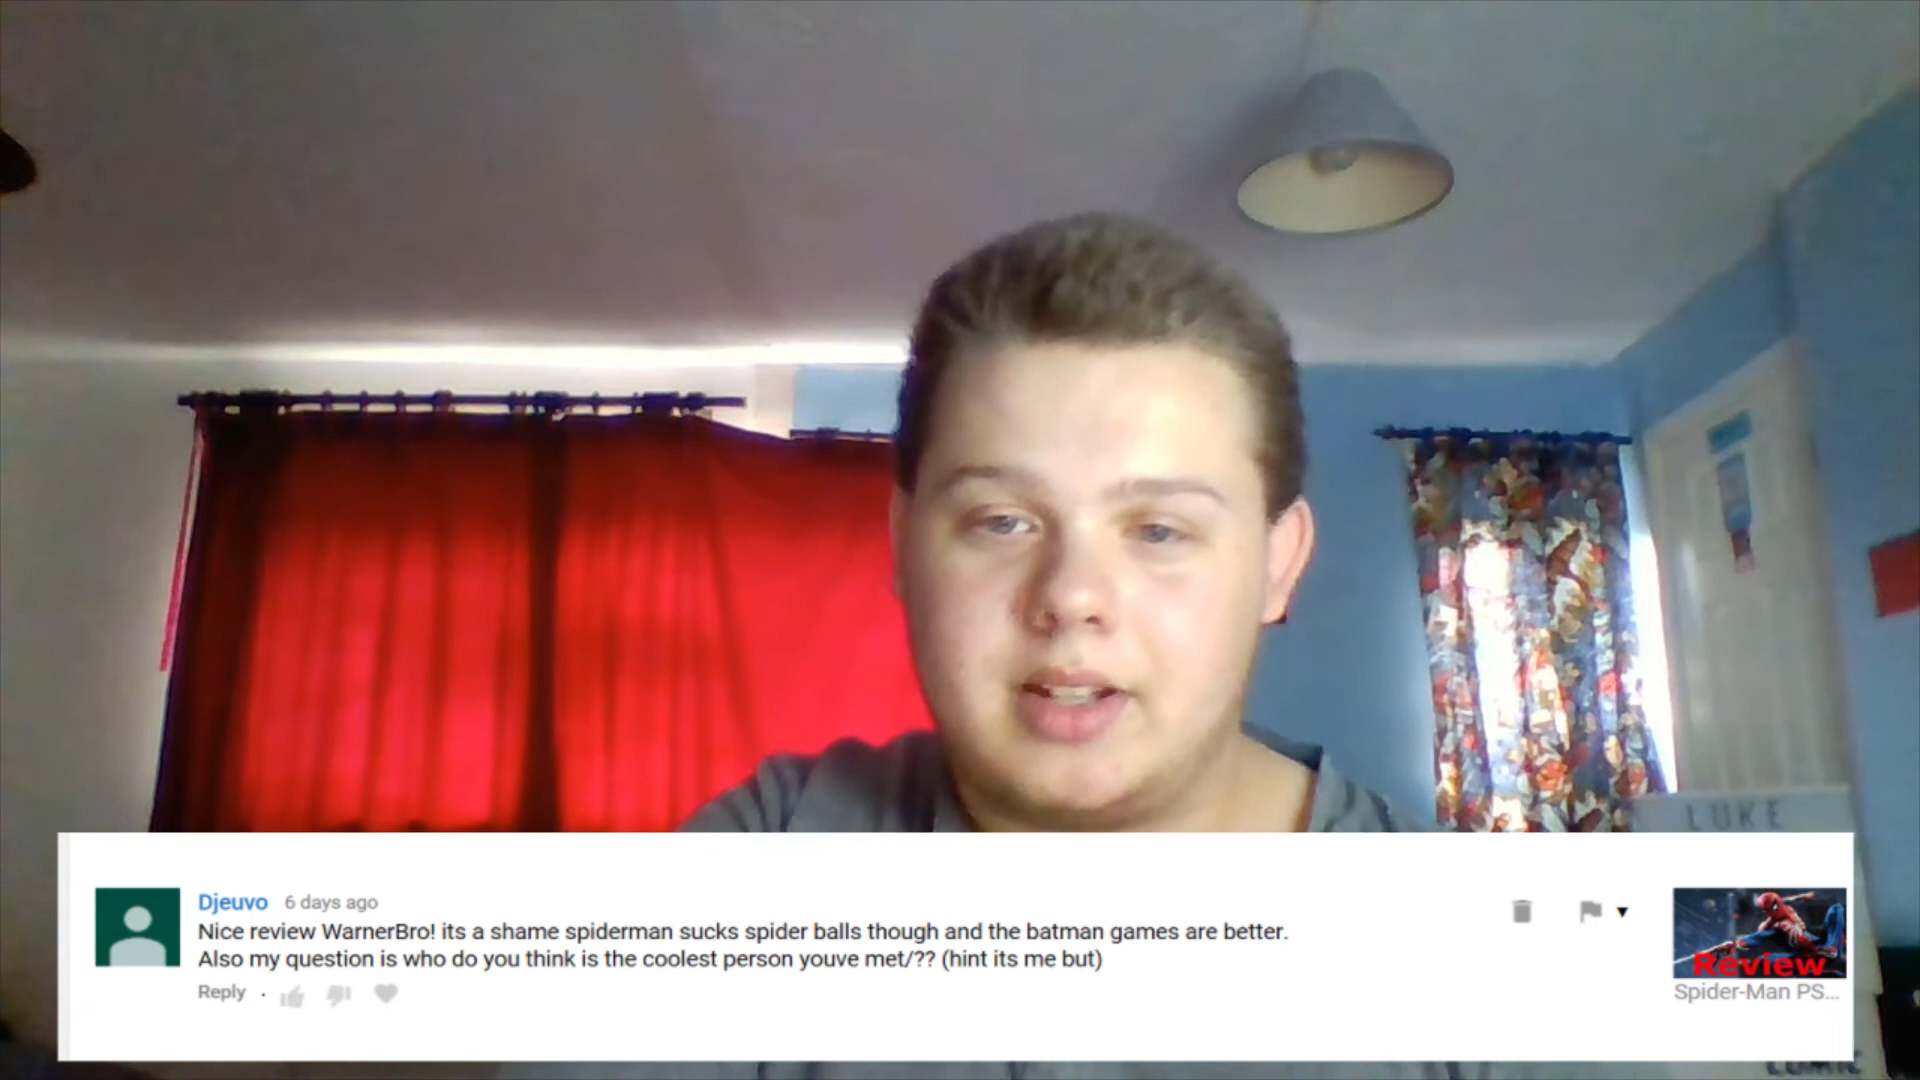 LUKE
Djeuvo 6 days ago
Nice review WarnerBro! its a shame spiderman sucks spider balls though and the batman games are better.
Also my question is who do you think is the coolest person youve met/?? (hint its me but)
Reply ·
Review
Spider-Man PS...